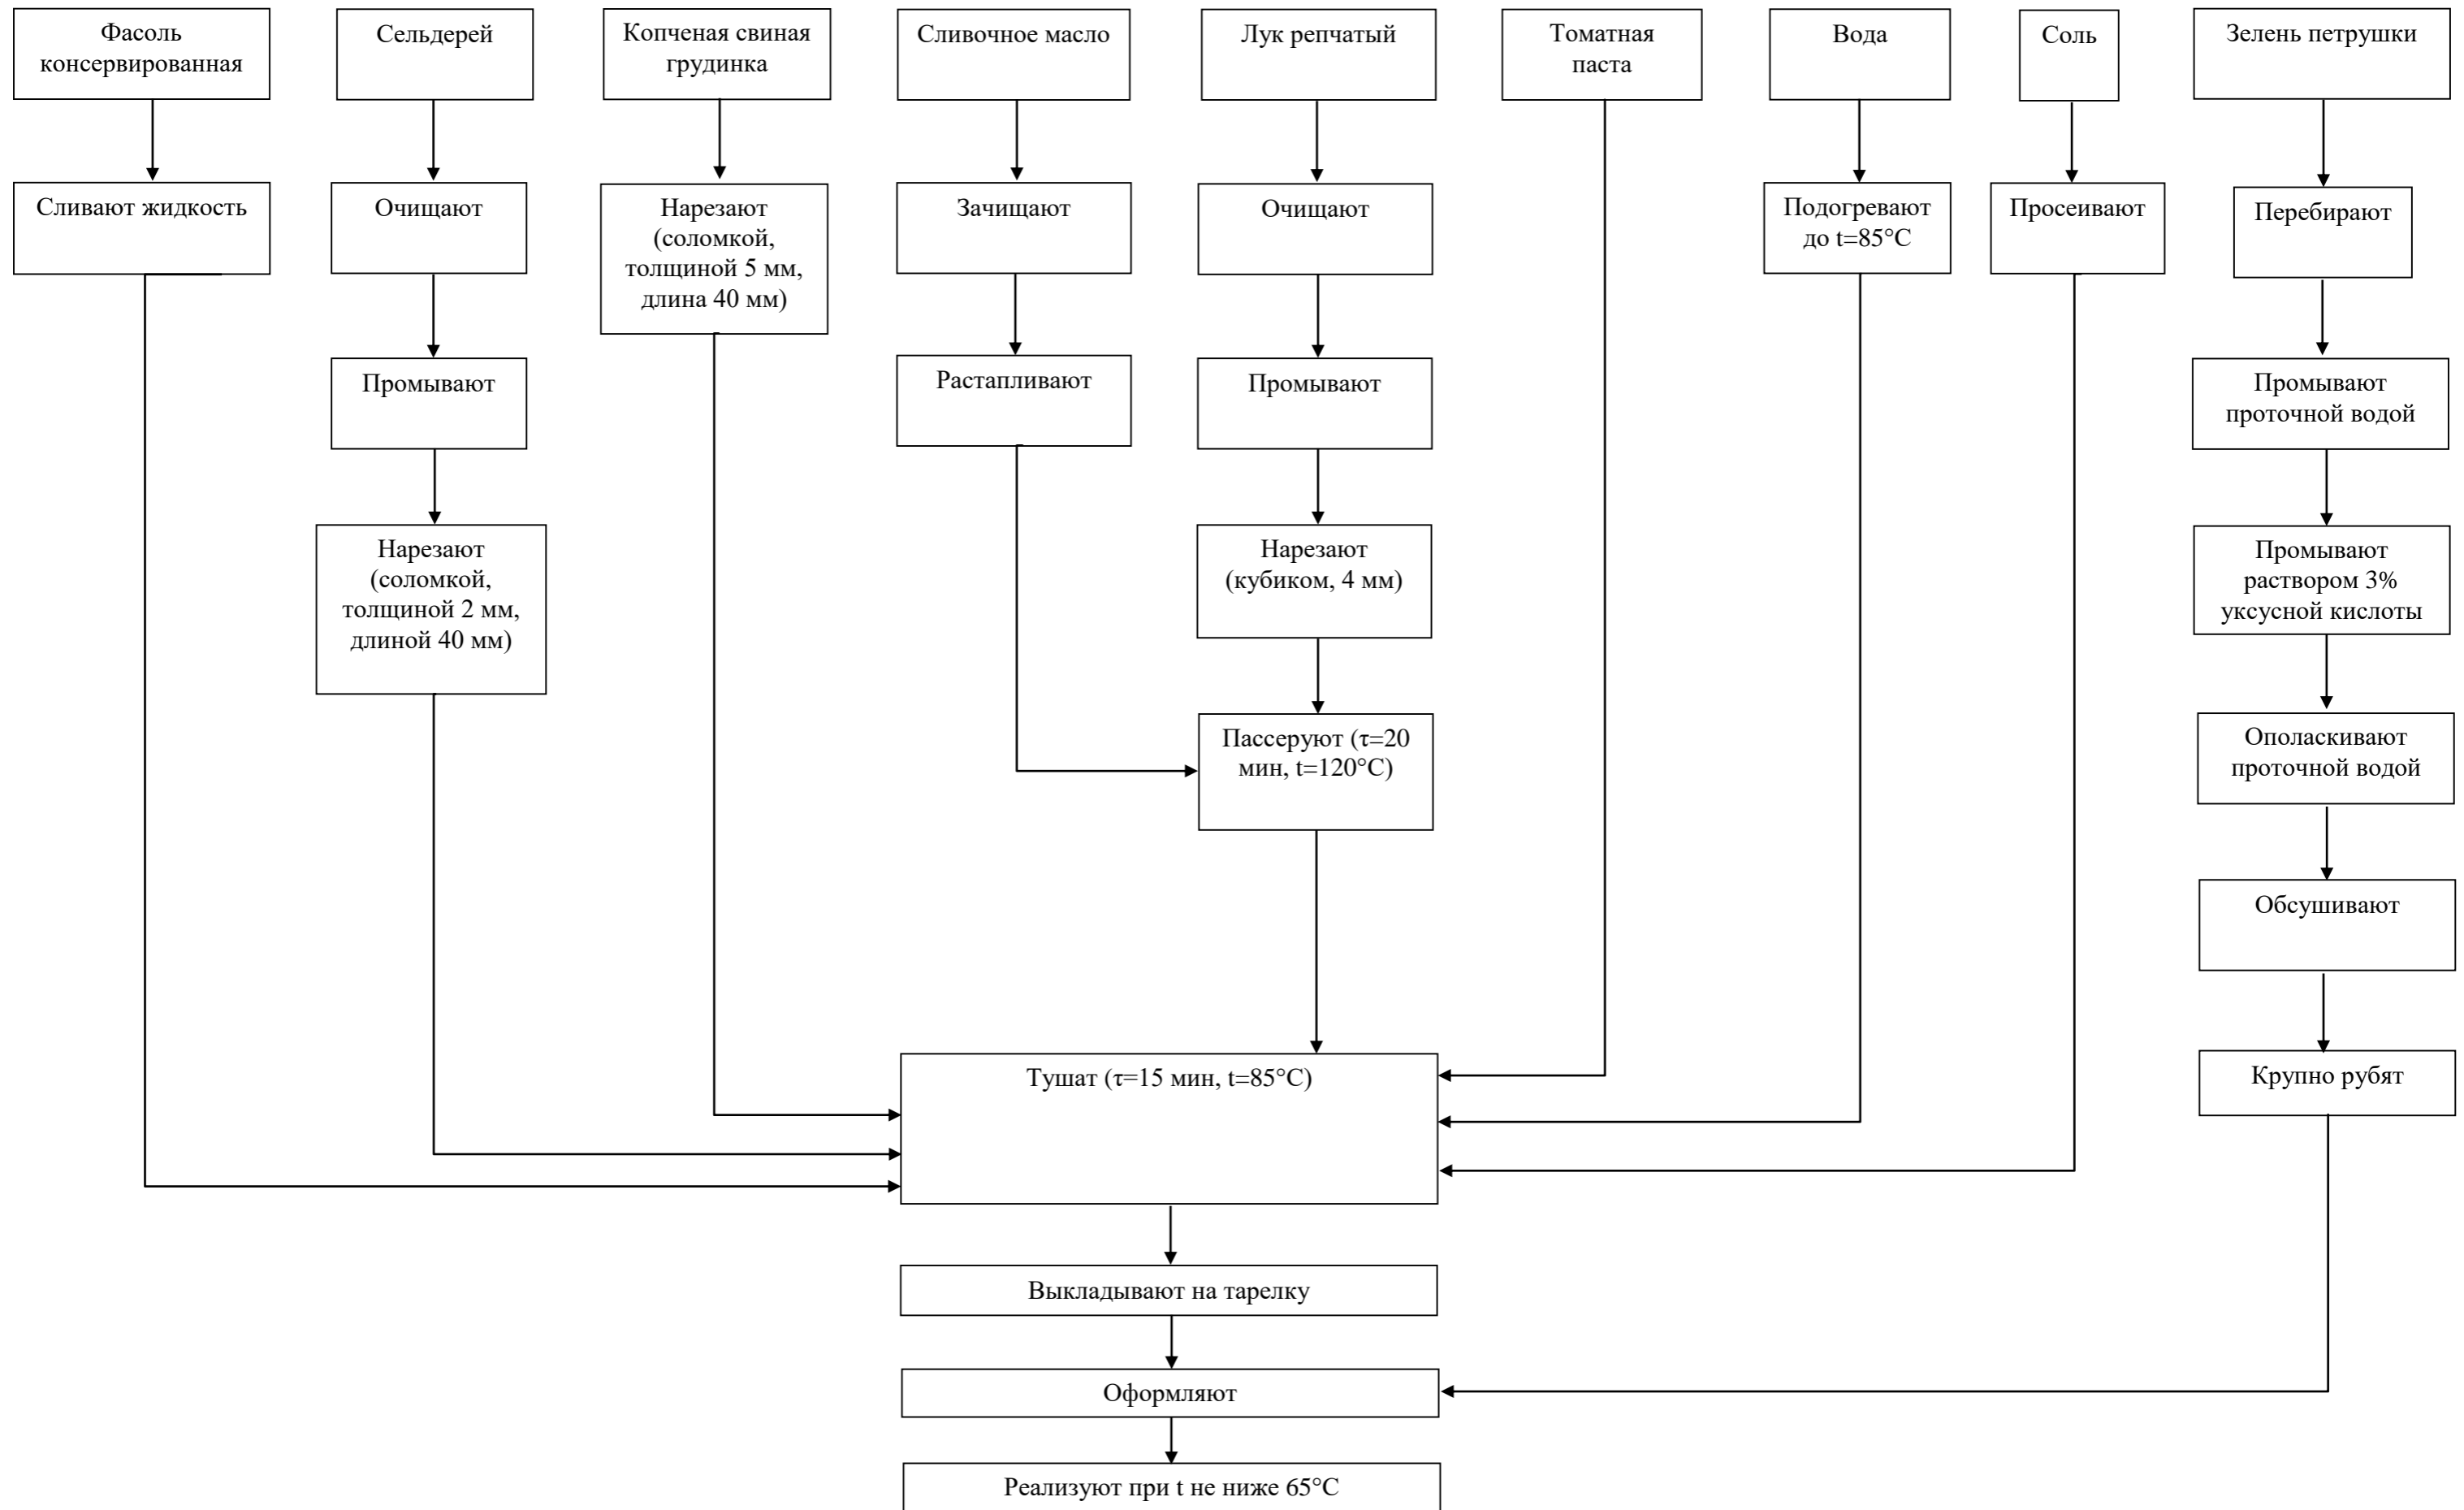 Фасоль
консервированная
Сельдерей
Копченая свиная
грудинка
Сливочное масло
Лук репчатый
Томатная
паста
Вода
Соль
Зелень петрушки
Сливают жидкость
Очищают
Нарезают
(соломкой,
толщиной 5 мм,
длина 40 мм)
Зачищают
Очищают
Подогревают
до t=85°С
Просеивают
Перебирают
Промывают
Растапливают
Промывают
Промывают
проточной водой
Нарезают
(соломкой,
толщиной 2 мм,
длиной 40 мм)
Нарезают
(кубиком, 4 мм)
Промывают
раствором 3%
уксусной кислоты
Пассеруют (τ=20
мин, t=120°С)
Ополаскивают
проточной водой
Обсушивают
Тушат (τ=15 мин, t=85°С)
Крупно рубят
Выкладывают на тарелку
Оформляют
Реализуют при t не ниже 65°С